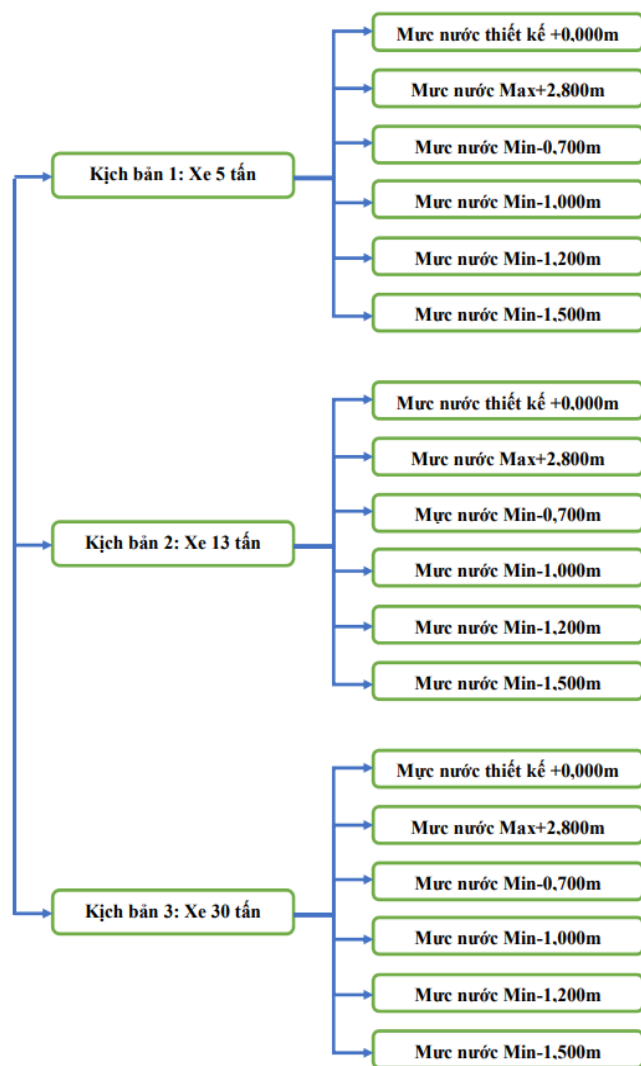 Mực nước thiết kế +0,000m
Mực nước Max+2,800m
Mực nước Min-0,700m
Kịch bản 1: Xe 5 tấn
Mực nước Min-1,000m
Mực nước Min-1,200m
Mực nước Min-1,500m
Mực nước thiết kế +0,000m
Mực nước Max+2,800m
Mực nước Min-0,700m
Kịch bản 2: Xe 13 tấn
Mực nước Min-1,000m
Mực nước Min-1,200m
Mực nước Min-1,500m
Mực nước thiết kế +0,000m
Mực nước Max+2,800m
Mực nước Min-0,700m
Kịch bản 3: Xe 30 tấn
Mực nước Min-1,000m
Mực nước Min-1,200m
Mực nước Min-1,500m